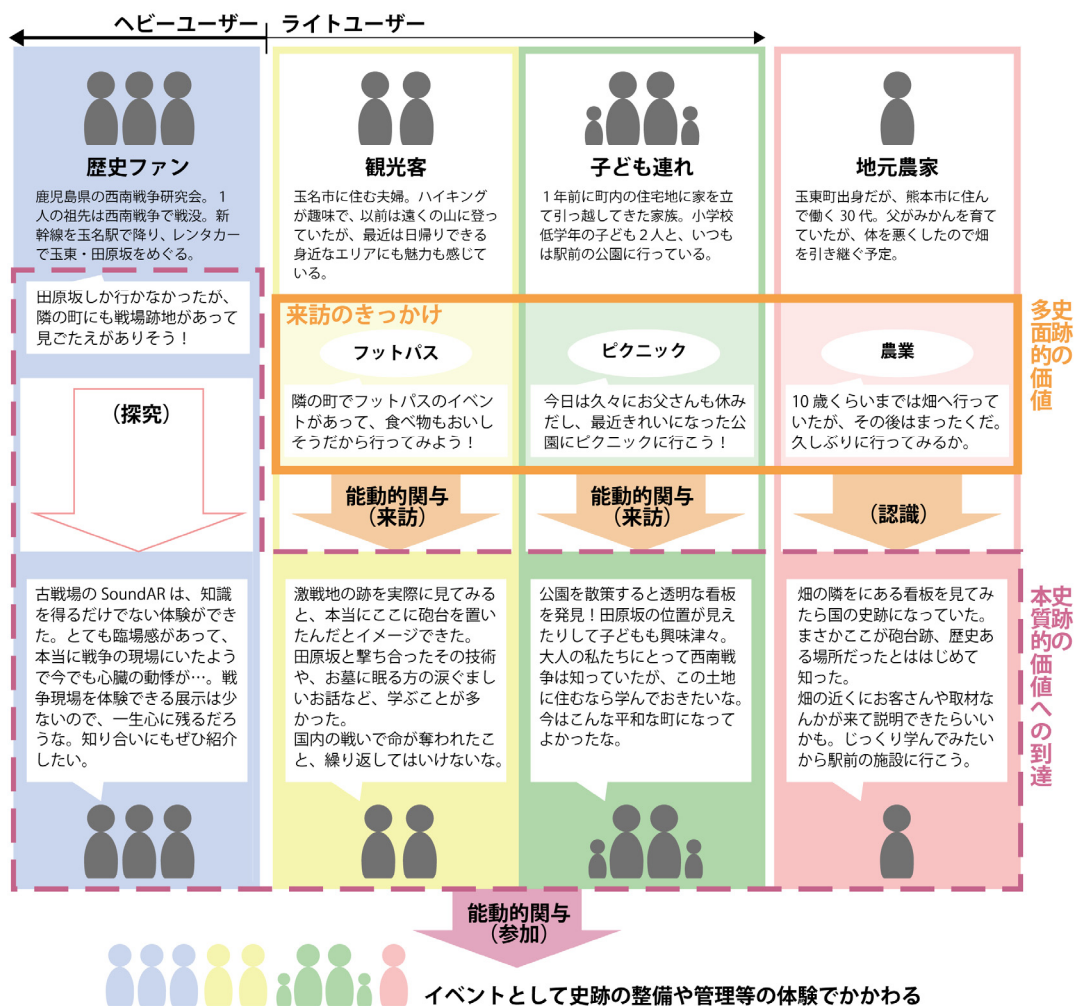 ヘビーユーザー
ライトユーザー
歴史ファン
鹿児島県の西南戦争研究会。1
人の祖先は西南戦争で戦没。新
幹線を玉名駅で降り、レンタカー
で玉東・田原坂をめぐる。
田原坂しか行かなかったが、
隣の町にも戦場跡地があって
見ごたえがありそう!
(探究)
古戦場の SoundAR は、知識
を得るだけでない体験ができ
た。とても臨場感があって、
本当に戦争の現場にいたよう
で今でも心臓の動悸が…。戦
争現場を体験できる展示は少
ないので、一生心に残るだろ
うな。知り合いにもぜひ紹介
したい。
観光客
玉名市に住む夫婦。ハイキング
が趣味で、以前は遠くの山に登っ
ていたが、最近は日帰りできる
身近なエリアにも魅力も感じて
いる。
来訪のきっかけ
フットパス
隣の町でフットパスのイベン
トがあって、食べ物もおいし
そうだから行ってみよう!
能動的関与
(来訪)
激戦地の跡を実際に見てみる
と、本当にここに砲台を置い
たんだとイメージできた。
田原坂と撃ち合ったその技術
や、お墓に眠る方の涙ぐまし
いお話など、学ぶことが多
かった。
国内の戦いで命が奪われたこ
と、繰り返してはいけないな。
子ども連れ
1年前に町内の住宅地に家を立
て引っ越してきた家族。小学校
低学年の子ども2人と、いつも
は駅前の公園に行っている。
ピクニック
今日は久々にお父さんも休み
だし、最近きれいになった公
園にピクニックに行こう!
能動的関与
(来訪)
公園を散策すると透明な看板
を発見!田原坂の位置が見え
たりして子どもも興味津々。
大人の私たちにとって西南戦
争は知っていたが、この土地
に住むなら学んでおきたいな。
今はこんな平和な町になって
よかったな。
地元農家
玉東町出身だが、熊本市に住ん
で働く30代。父がみかんを育て
ていたが、体を悪くしたので畑
を引き継ぐ予定。
農業
10歳くらいまでは畑へ行って
いたが、その後はまったくだ。
久しぶりに行ってみるか。
(認識)
畑の隣をにある看板を見てみ
たら国の史跡になっていた。
まさかここが砲台跡、歴史あ
る場所だったとははじめて
知った。
畑の近くにお客さんや取材な
んかが来て説明できたらいい
かも。じっくり学んでみたい
から駅前の施設に行こう。
史跡の
多面的価値
史跡の
本質的価値への到達
能動的関与
(参加)
イベントとして史跡の整備や管理等の体験でかかわる